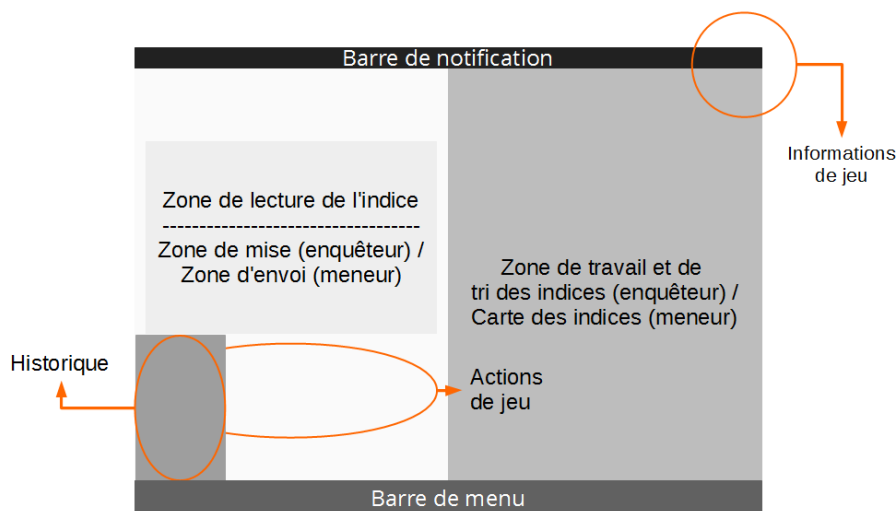 Barre de notification
Informations
de jeu
Zone de lecture de l'indice
-----------------------------------
Zone de mise (enquêteur) /
Zone d'envoi (meneur)
Zone de travail et de
tri des indices (enquêteur) /
Carte des indices (meneur)
Historique
Actions
de jeu
Barre de menu